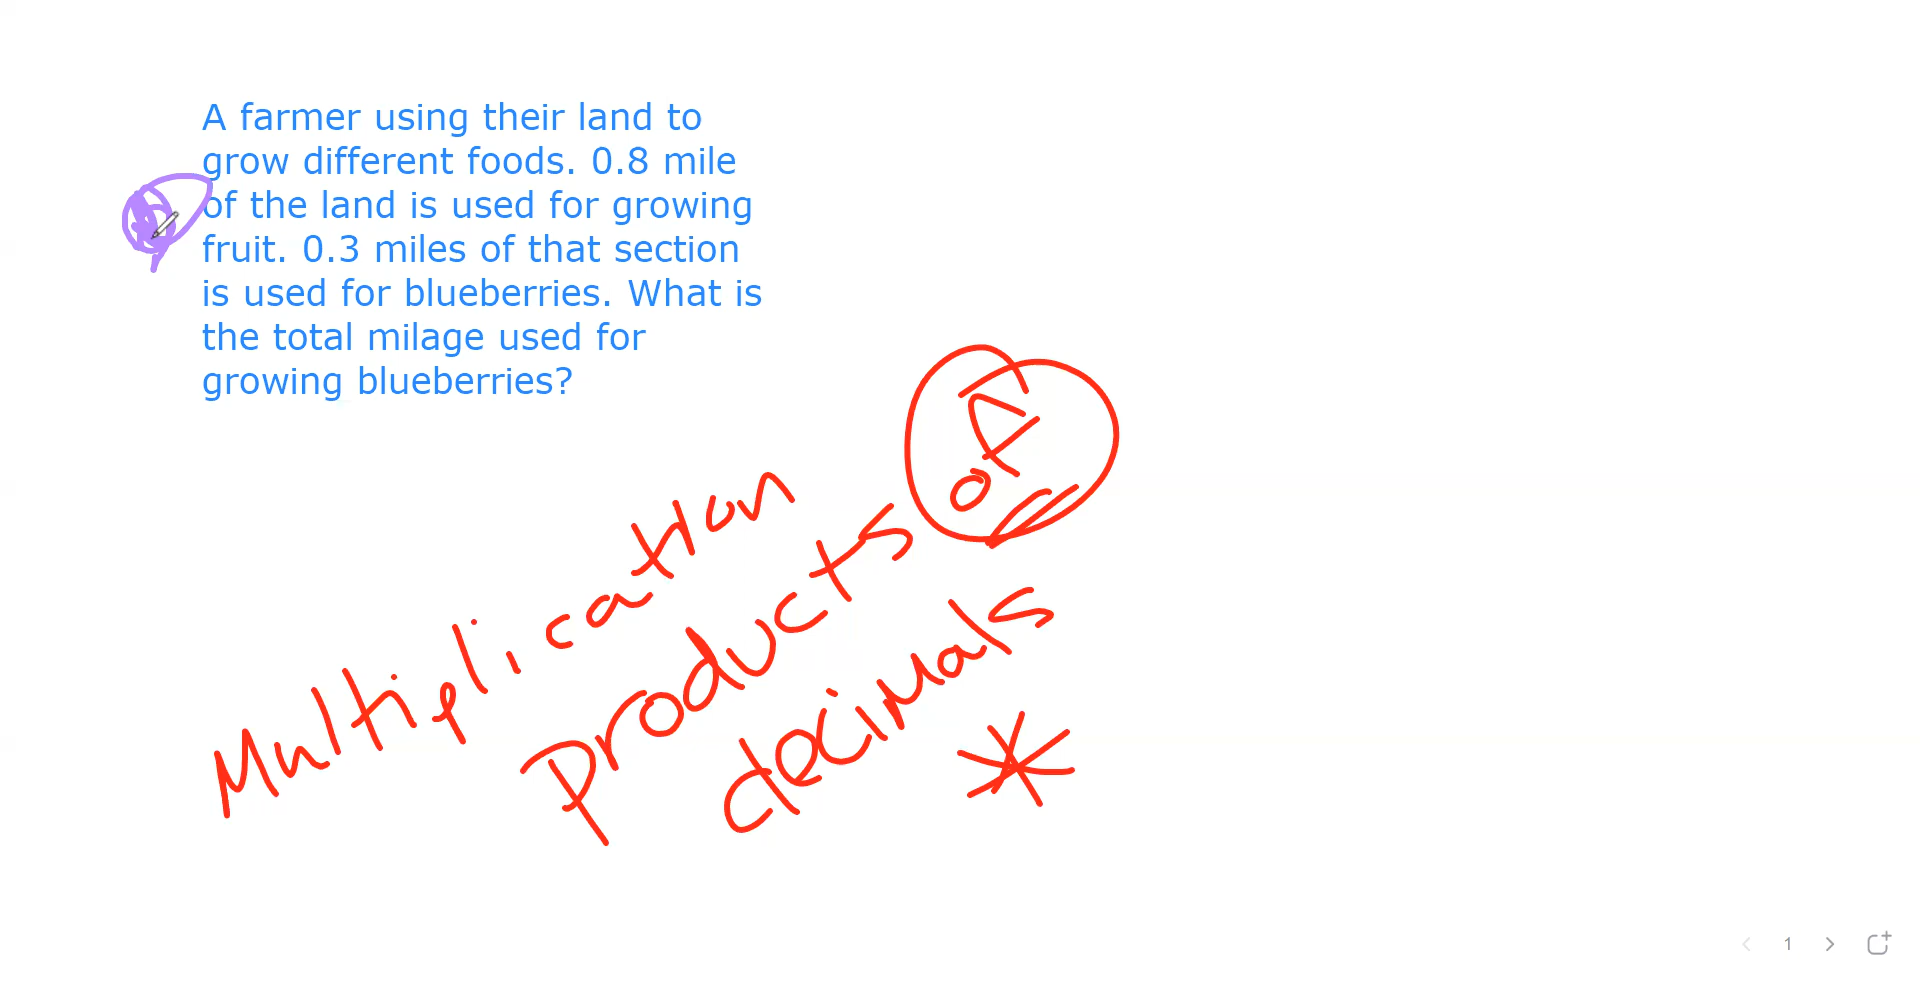 A farmer using their land to
grow different foods. 0.8 mile
of the land is used for growing
fruit. 0.3 miles of that section
is used for blueberries. What is
the total milage used for
growing blueberries?
Multiplication
Products of
decimals
1